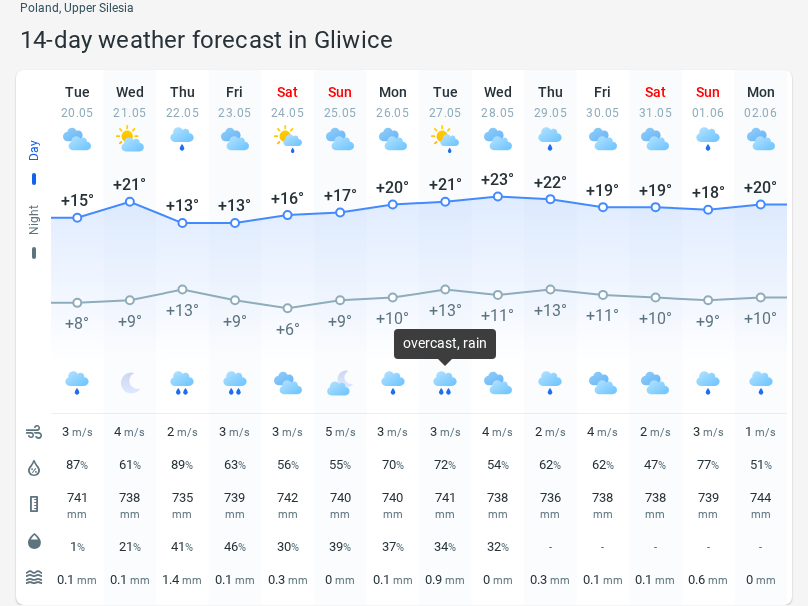 Poland, Upper Silesia
14-day weather forecast in Gliwice
Tue Wed Thu Fri Sat Sun Mon Tue Wed Thu Fri Sat Sun Mon
20.05 21.05 22.05 23.05 24.05 25.05 26.05 27.05 28.05 29.05 30.05 31.05 01.06 02.06
Day
+15° +21° +13° +13° +16° +17° +20° +21° +23° +22° +19° +19° +18° +20°
Night
+8° +9° +13° +9° +6° +9° +10° +13° +11° +13° +11° +10° +9° +10°
overcast, rain
3 m/s 4 m/s 2 m/s 3 m/s 3 m/s 5 m/s 3 m/s 3 m/s 4 m/s 2 m/s 4 m/s 2 m/s 3 m/s 1 m/s
87% 61% 89% 63% 56% 55% 70% 72% 54% 62% 62% 47% 77% 51%
741 738 735 739 742 740 740 741 738 736 738 738 739 744
mm mm mm mm mm mm mm mm mm mm mm mm mm mm
1% 21% 41% 46% 30% 39% 37% 34% 32% - - - - -
0.1 mm 0.1 mm 1.4 mm 0.1 mm 0.3 mm 0 mm 0.1 mm 0.9 mm 0 mm 0.3 mm 0.1 mm 0.1 mm 0.6 mm 0 mm